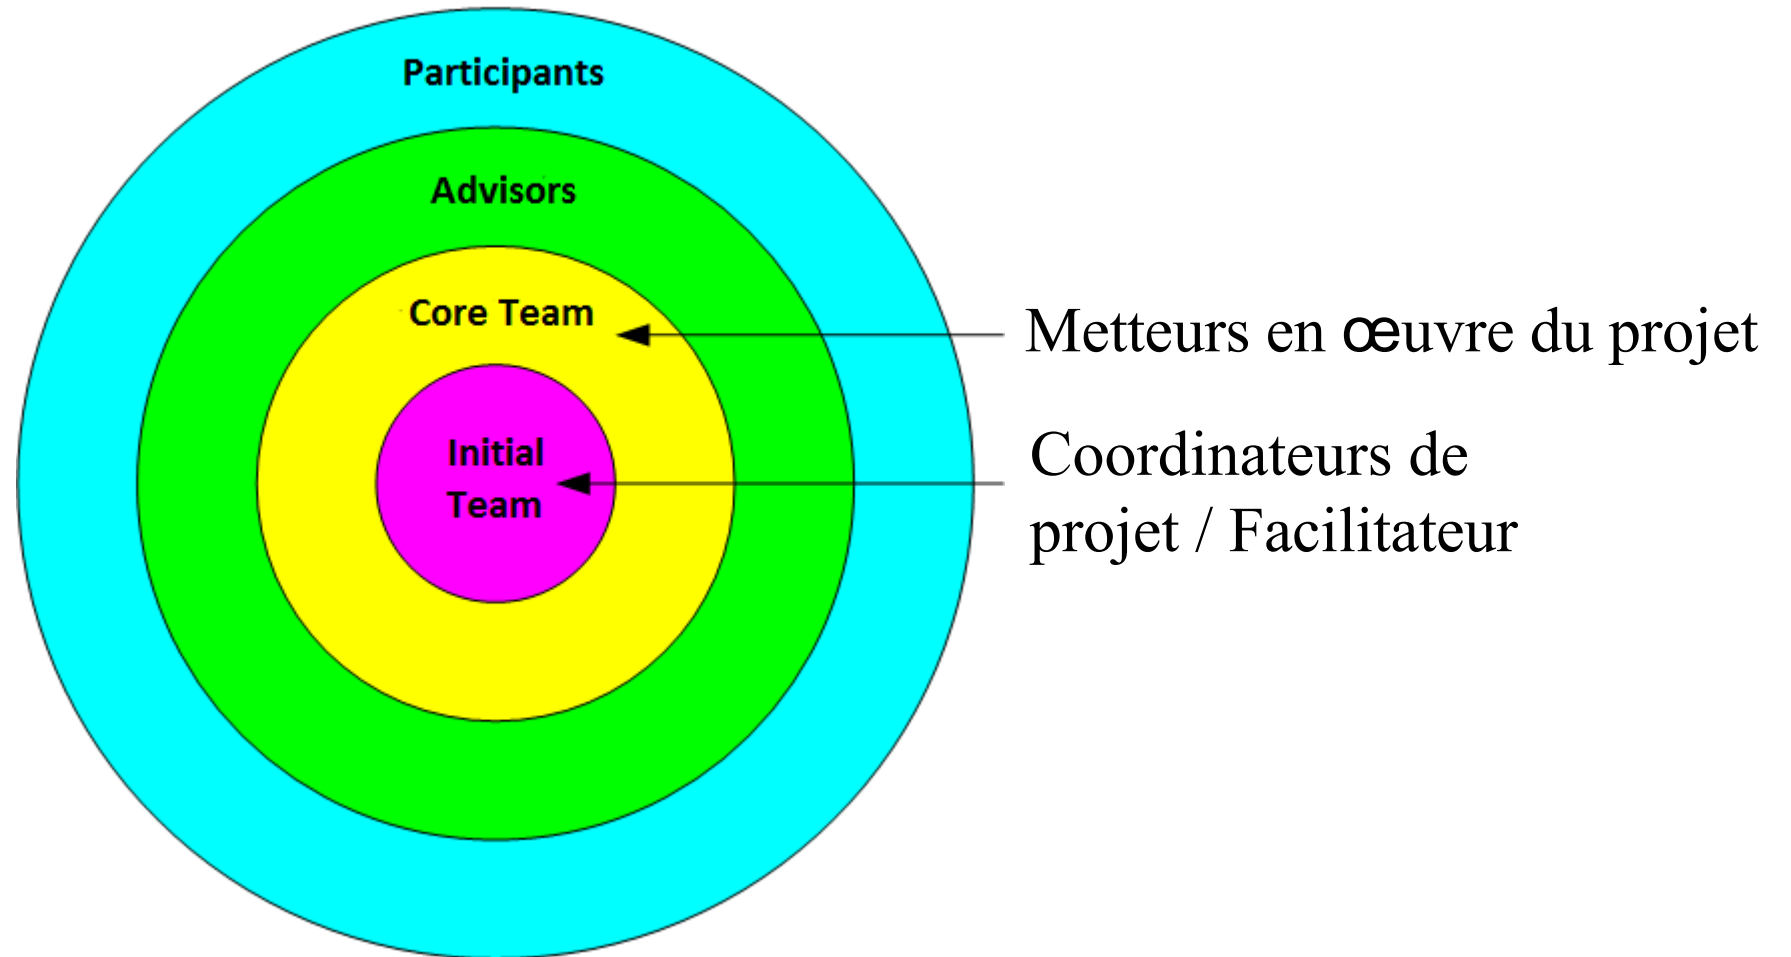 Participants
Advisors
Core Team
Metteurs en œuvre du projet
Initial
Team
Coordinateurs de
projet / Facilitateur